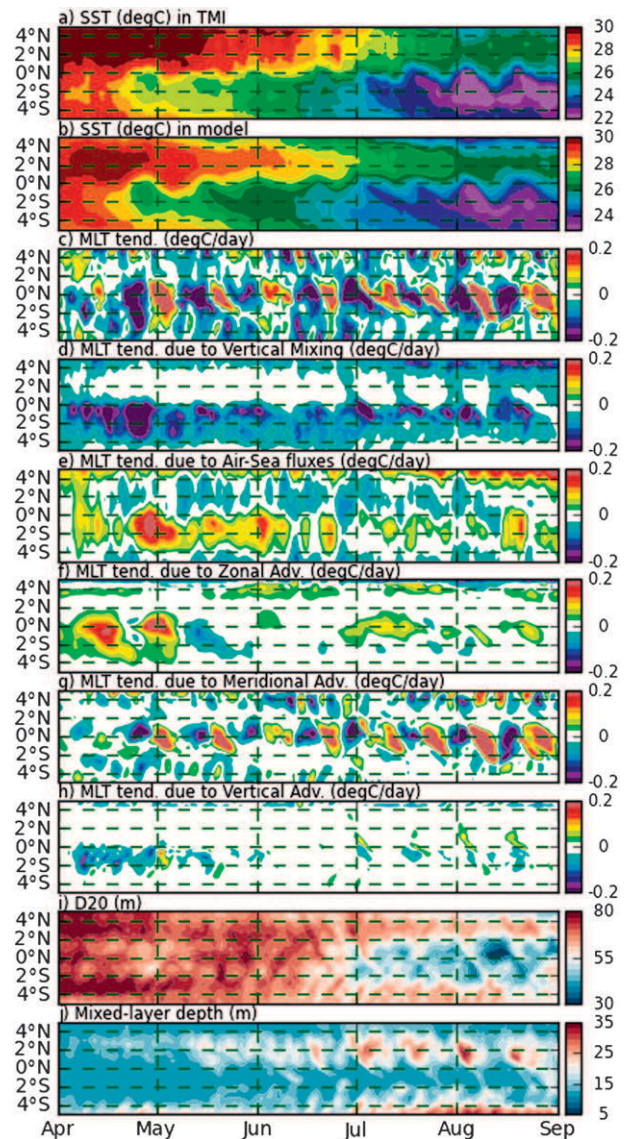 a) SST (degC) in TMI
4°N
2°N
0°N
2°S
4°S
30
28
26
24
22
b) SST (degC) in model
4°N
2°N
0°N
2°S
4°S
30
28
26
24
c) MLT tend. (degC/day)
4°N
2°N
0°N
2°S
4°S
0.2
0
-0.2
d) MLT tend. due to Vertical Mixing (degC/day)
4°N
2°N
0°N
2°S
4°S
0.2
0
-0.2
e) MLT tend. due to Air-Sea fluxes (degC/day)
4°N
2°N
0°N
2°S
4°S
0.2
0
-0.2
f) MLT tend. due to Zonal Adv. (degC/day)
4°N
2°N
0°N
2°S
4°S
0.2
0
-0.2
g) MLT tend. due to Meridional Adv. (degC/day)
4°N
2°N
0°N
2°S
4°S
0.2
0
-0.2
h) MLT tend. due to Vertical Adv. (degC/day)
4°N
2°N
0°N
2°S
4°S
0.2
0
-0.2
i) D20 (m)
4°N
2°N
0°N
2°S
4°S
80
55
30
j) Mixed-layer depth (m)
4°N
2°N
0°N
2°S
4°S
35
25
15
5
Apr May Jun Jul Aug Sep